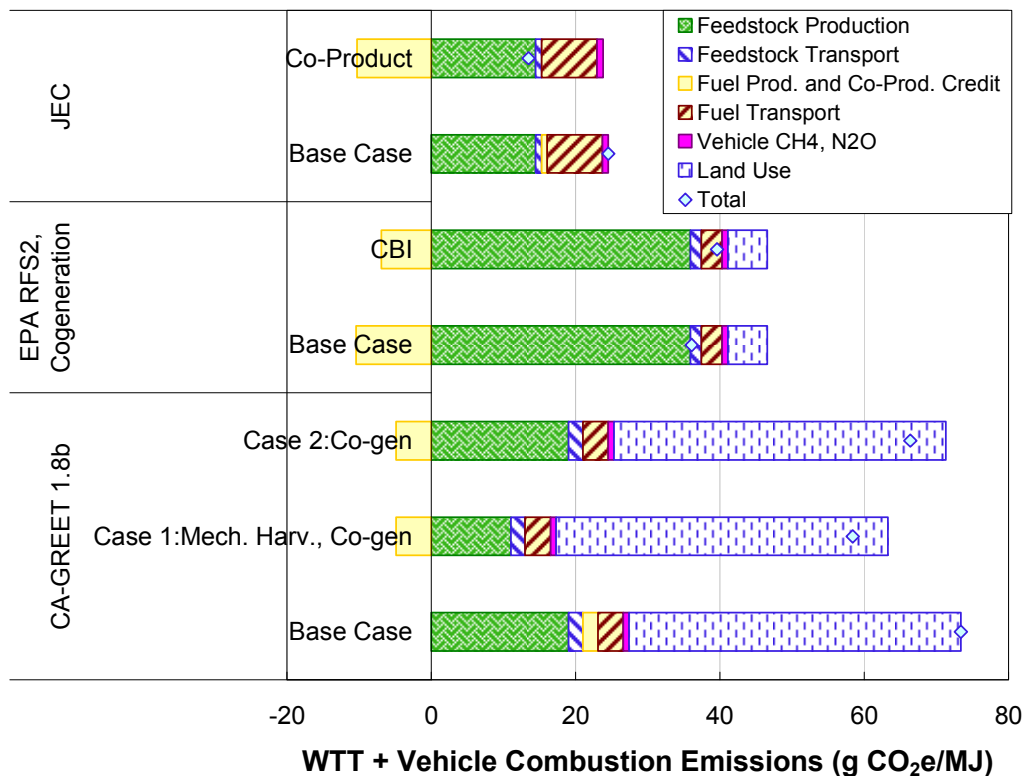 JEC
Co-Product
Base Case
EPA RFS2,
Cogeneration
CBI
Base Case
CA-GREET 1.8b
Case 2:Co-gen
Case 1:Mech. Harv., Co-gen
Base Case
Feedstock Production
Feedstock Transport
Fuel Prod. and Co-Prod. Credit
Fuel Transport
Vehicle CH4, N2O
Land Use
Total
-20 0 20 40 60 80
WTT + Vehicle Combustion Emissions (g CO₂e/MJ)